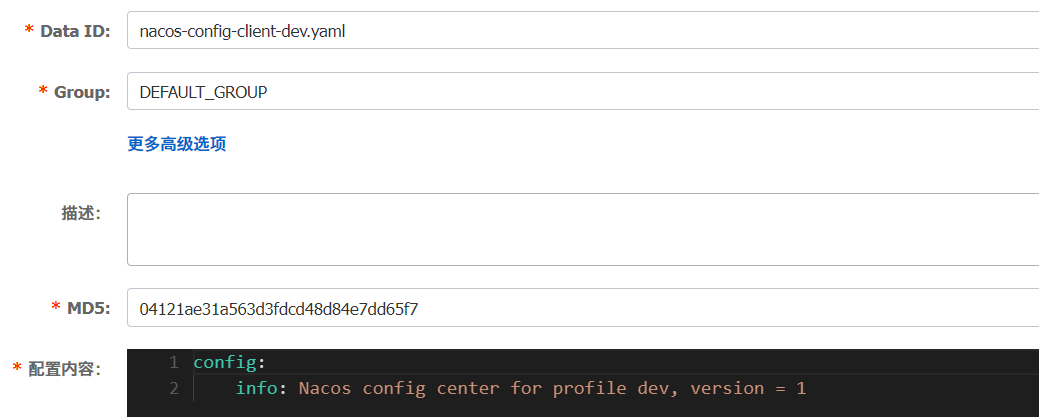 * Data ID: nacos-config-client-dev.yaml
* Group: DEFAULT_GROUP
更多高级选项
描述:
* MD5: 04121ae31a563d3fdcd48d84e7dd65f7
* 配置内容: 1 config:
2 info: Nacos config center for profile dev, version = 1